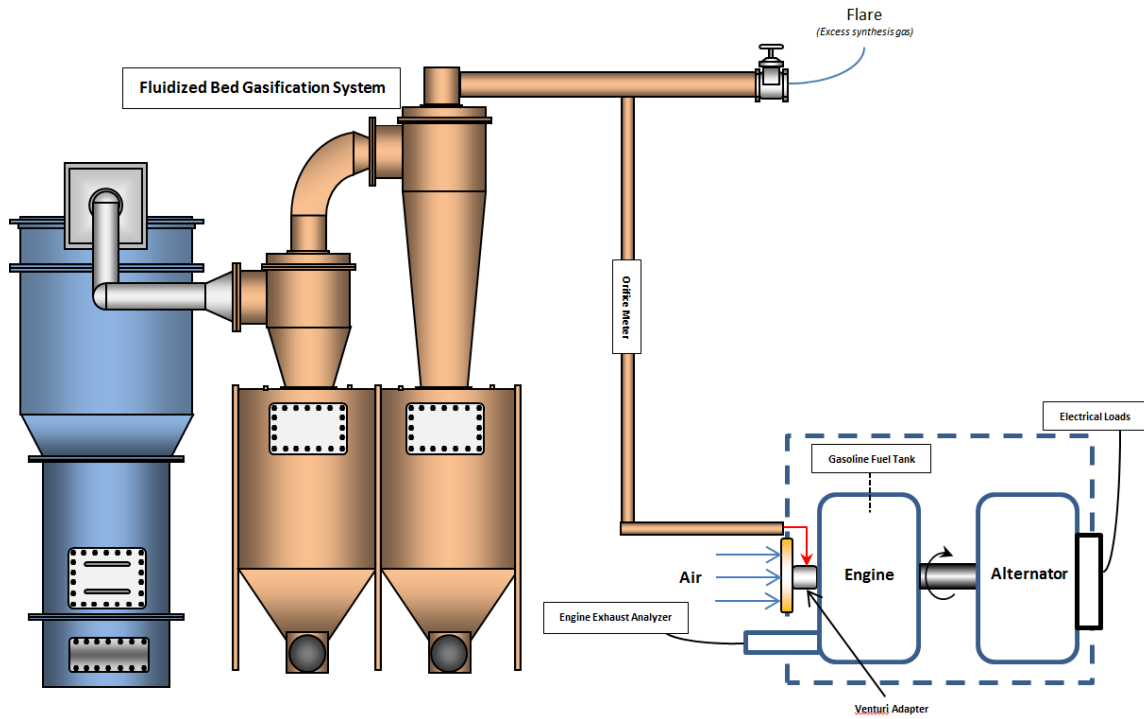 Flare
(Excess synthesis gas)
Fluidized Bed Gasification System
Orifice Meter
Electrical Loads
Gasoline Fuel Tank
Air
Engine
Alternator
Engine Exhaust Analyzer
Venturi Adapter